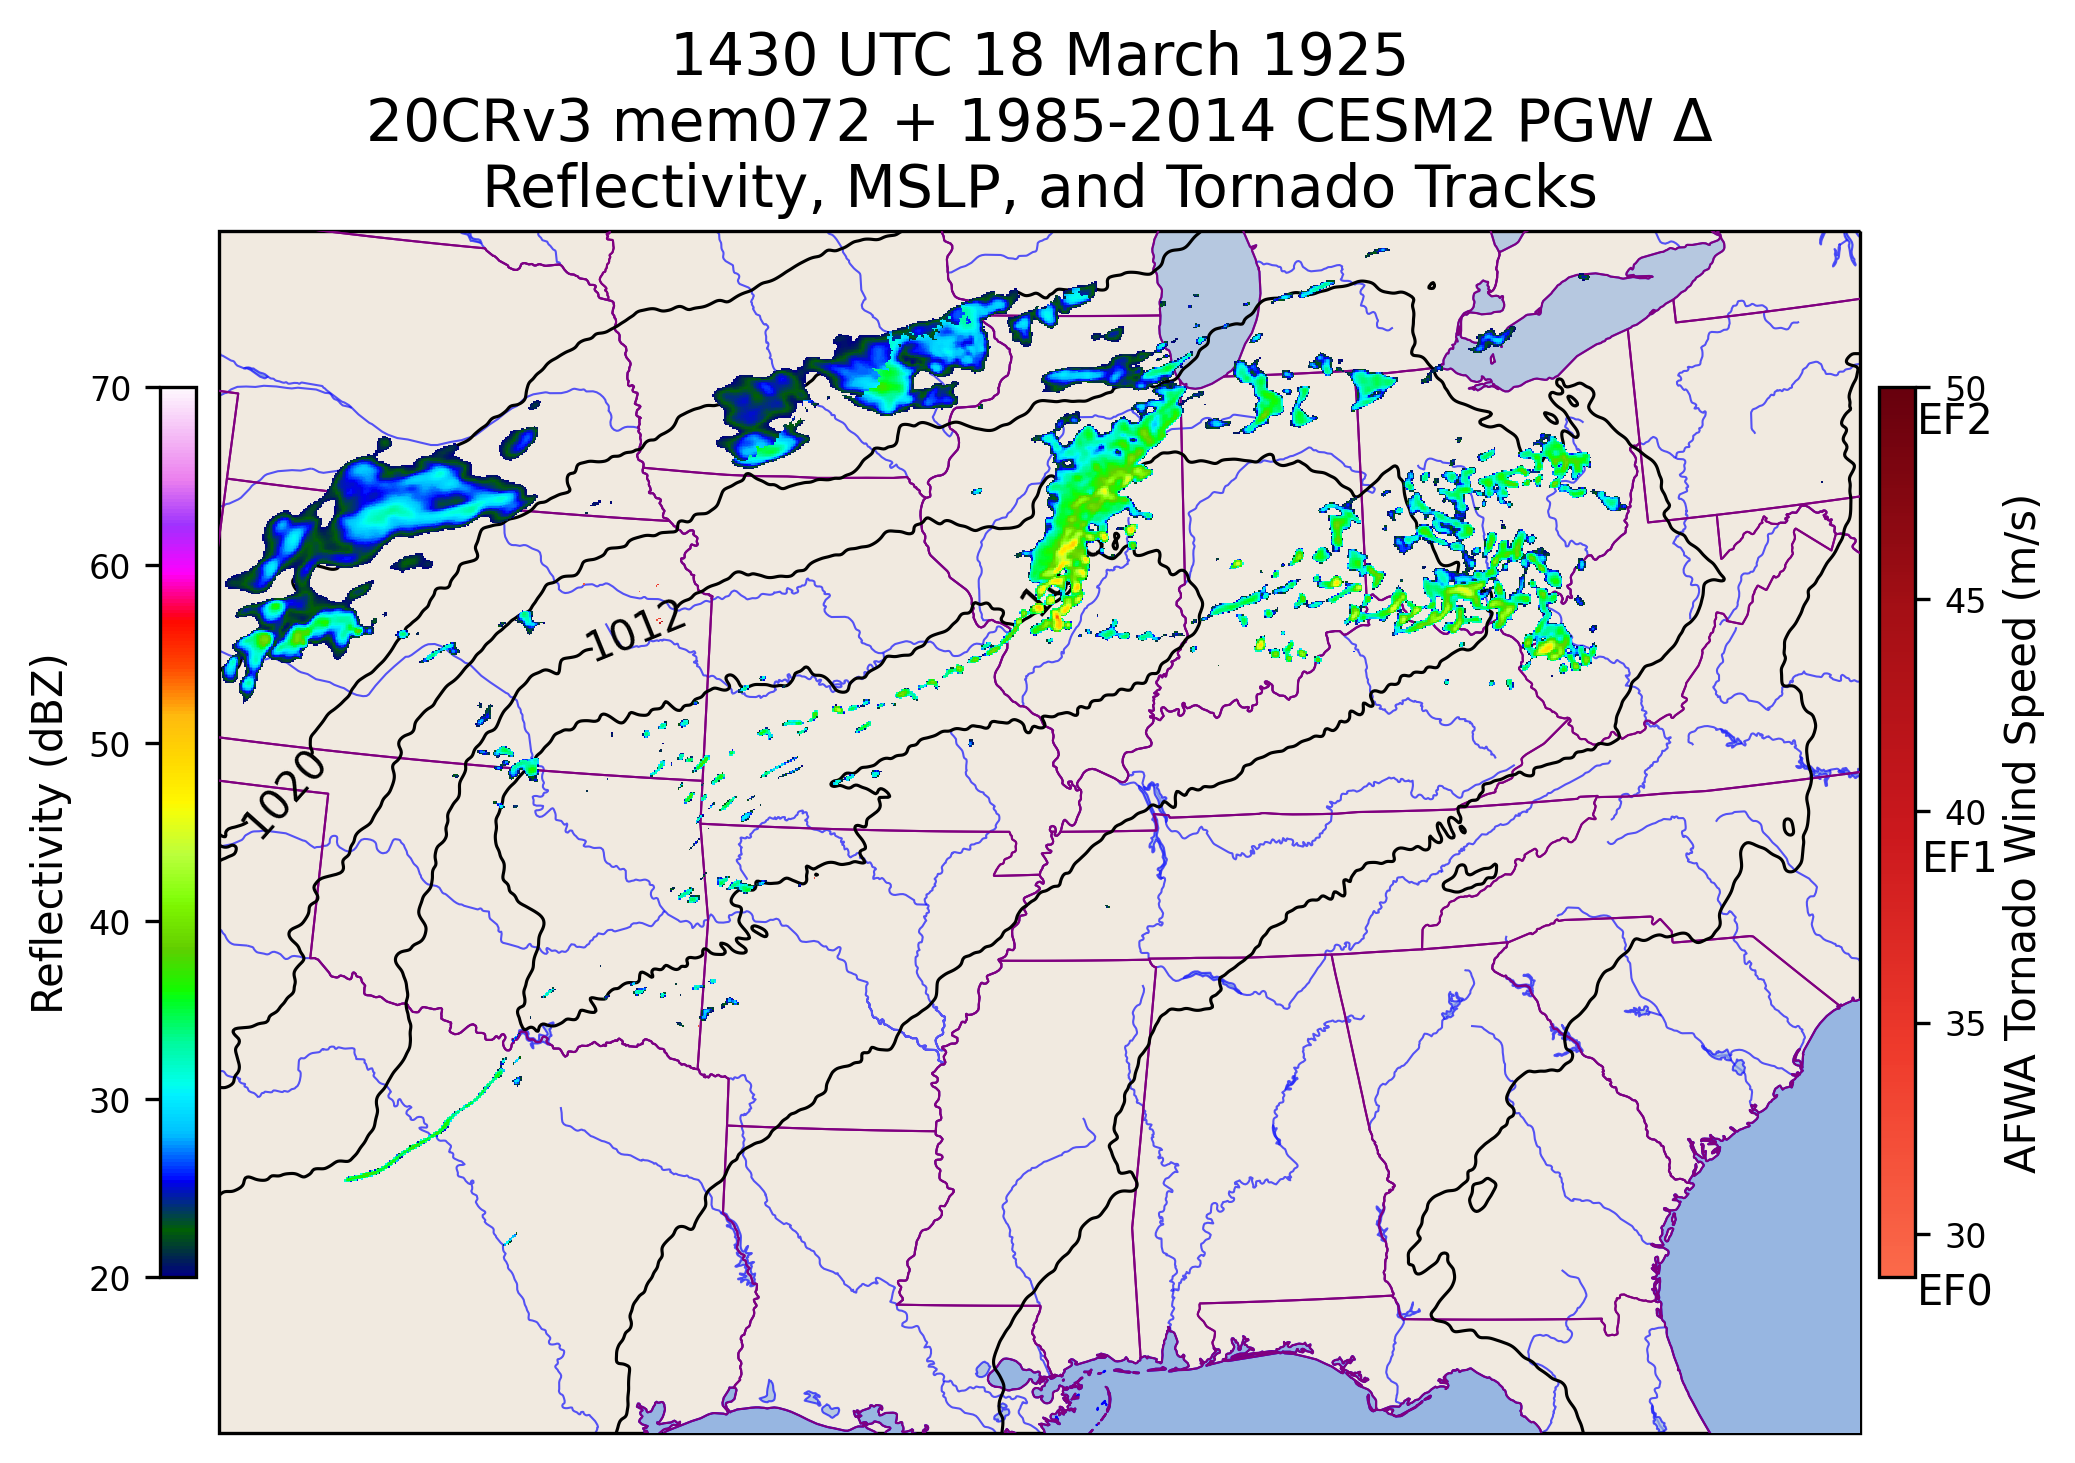 1430 UTC 18 March 1925
20CRv3 mem072 + 1985-2014 CESM2 PGW Δ
Reflectivity, MSLP, and Tornado Tracks
70
60
50
40
30
20
Reflectivity (dBZ)
1012
1020
50
EF2
45
40
EF1
35
30
EF0
AFWA Tornado Wind Speed (m/s)